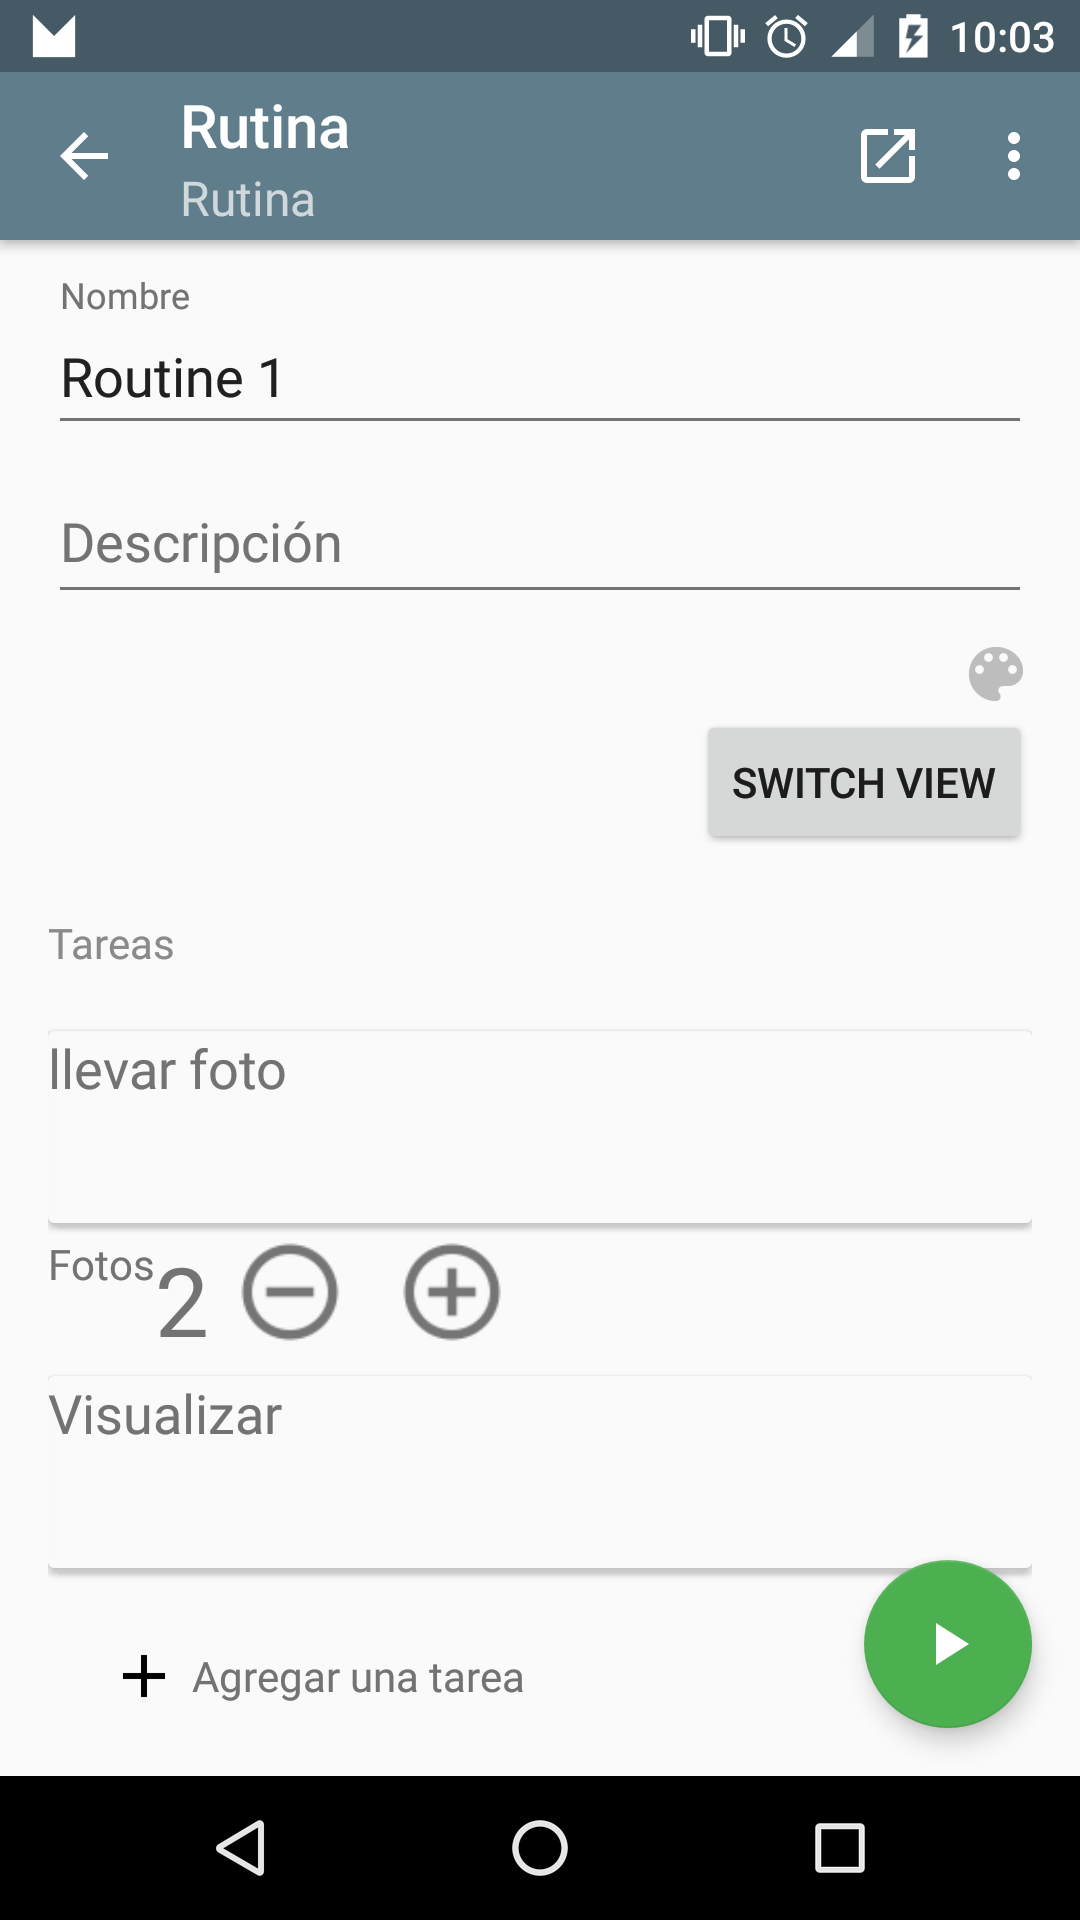 10:03
Rutina
Rutina
Nombre
Routine 1
Descripción
SWITCH VIEW
Tareas
llevar foto
Fotos 2
Visualizar
Agregar una tarea